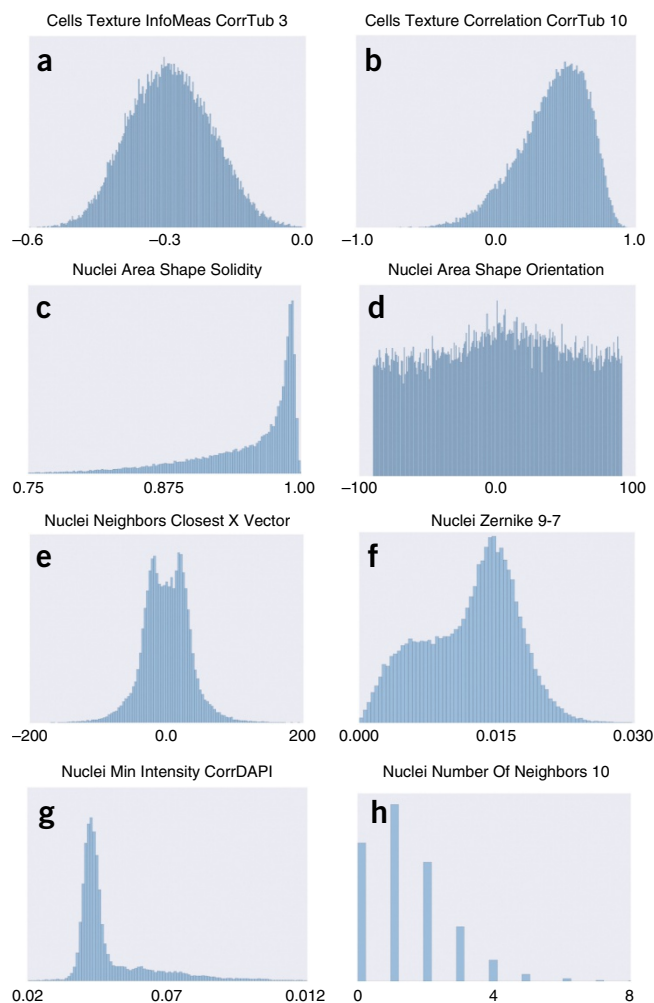 Cells Texture InfoMeas CorrTub 3
a
–0.6 –0.3 0.0
Cells Texture Correlation CorrTub 10
b
–1.0 0.0 1.0
Nuclei Area Shape Solidity
c
0.75 0.875 1.00
Nuclei Area Shape Orientation
d
–100 0.0 100
Nuclei Neighbors Closest X Vector
e
–200 0.0 200
Nuclei Zernike 9-7
f
0.000 0.015 0.030
Nuclei Min Intensity CorrDAPI
g
0.02 0.07 0.012
Nuclei Number Of Neighbors 10
h
0 4 8